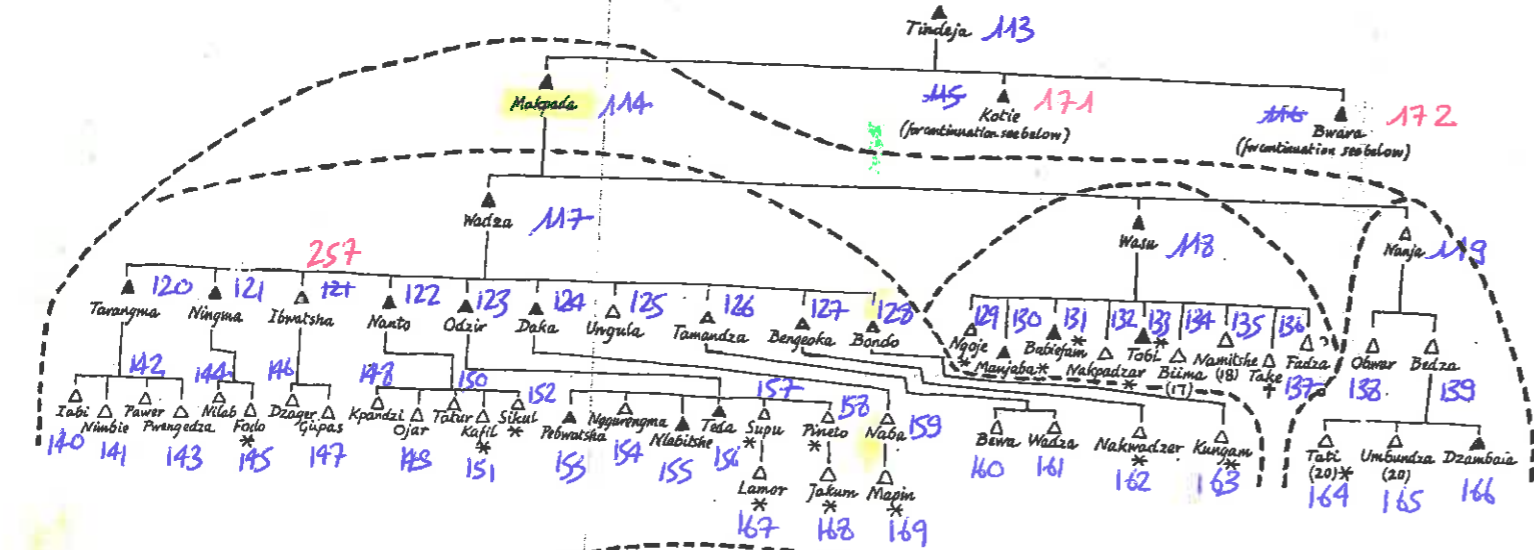 Tindeja 113
Makpada 114
115 Kotie 171
(for continuation see below)
116 Bwara 172
(for continuation see below)
Wadza 117
Wasu 118
Nanja 119
257
120 121 121 122 123 124 125 126 127 128
Tarangma Ningma Ibwatsha Nanto Odzir Daka Ungula Tamandza Bengeoka Bondo
129 130 131 132 133 134 135 136
Ngoje * Manjaba * Babiefam * Nakpadzar * Tobi * Biima (17) Namitshe (18) Take Fadza
137
Obwer 138
Bedza 139
142 144 146 148 150 152 157 158 159
Izabi Nimbie Pawer Pwengedza Nilab Fodo * Dzager Gupas Kpandzi Ojar Tatur Kafil * Sikul * Pebwatsha Nggurengma Nlabitshe Teda Supu * Pineto * Naba
140 141 143 145 147 149 151 153 154 155 156
Bewa Wadza Nakwadzer * Kungam *
160 161 162 163
Tati (20) * Umbundza (20) Dzambaia
164 165 166
Lamor * Jakum * Mapin *
167 168 169